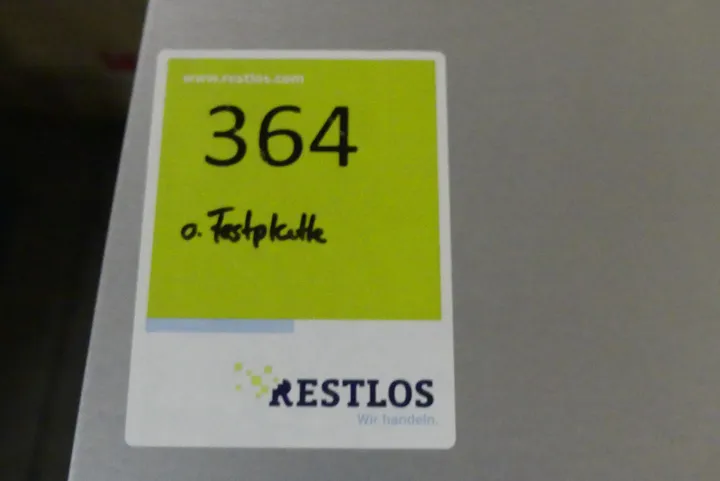 www.restlos.com
364
o. Festplatte
RESTLOS
Wir handeln.